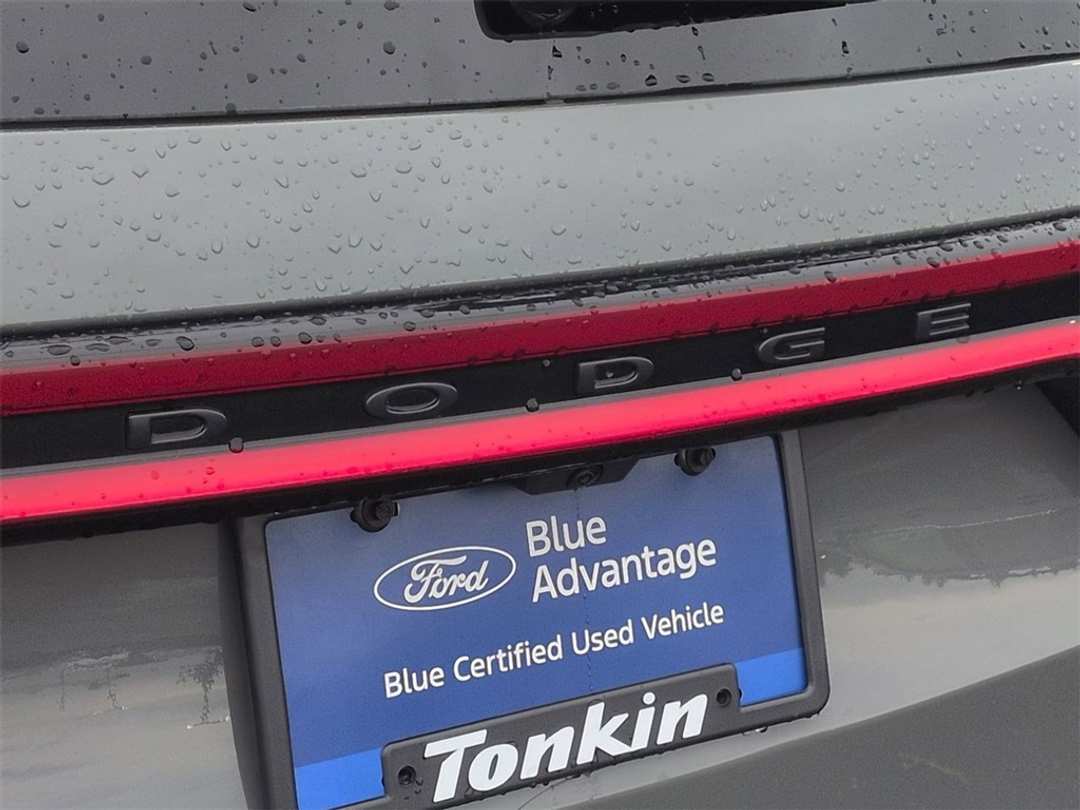 DODGE
Ford
Blue
Advantage
Blue Certified Used Vehicle
Tonkin